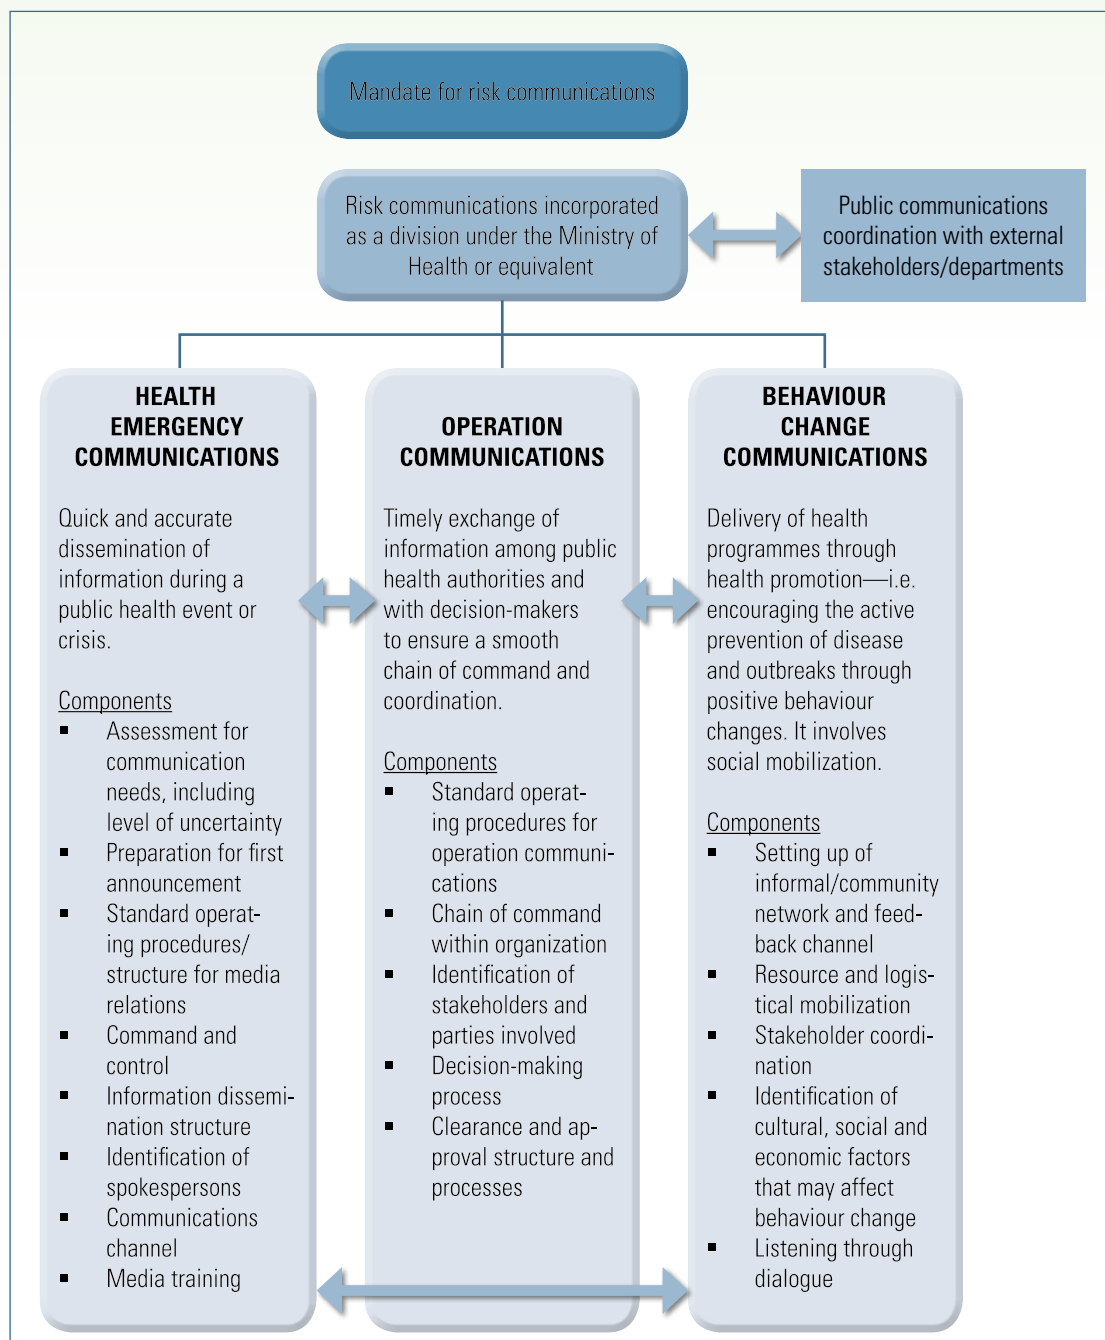 Mandate for risk communications
Risk communications incorporated
as a division under the Ministry of
Health or equivalent
Public communications
coordination with external
stakeholders/departments
HEALTH
EMERGENCY
COMMUNICATIONS
Quick and accurate
dissemination of
information during a
public health event or
crisis.
Components
▪ Assessment for
communication
needs, including
level of uncertainty
▪ Preparation for first
announcement
▪ Standard operat-
ing procedures/
structure for media
relations
▪ Command and
control
▪ Information dissemi-
nation structure
▪ Identification of
spokespersons
▪ Communications
channel
▪ Media training
OPERATION
COMMUNICATIONS
Timely exchange of
information among public
health authorities and
with decision-makers
to ensure a smooth
chain of command and
coordination.
Components
▪ Standard operat-
ing procedures for
operation communi-
cations
▪ Chain of command
within organization
▪ Identification of
stakeholders and
parties involved
▪ Decision-making
process
▪ Clearance and ap-
proval structure and
processes
BEHAVIOUR
CHANGE
COMMUNICATIONS
Delivery of health
programmes through
health promotion—i.e.
encouraging the active
prevention of disease
and outbreaks through
positive behaviour
changes. It involves
social mobilization.
Components
▪ Setting up of
informal/community
network and feed-
back channel
▪ Resource and logis-
tical mobilization
▪ Stakeholder coordi-
nation
▪ Identification of
cultural, social and
economic factors
that may affect
behaviour change
▪ Listening through
dialogue